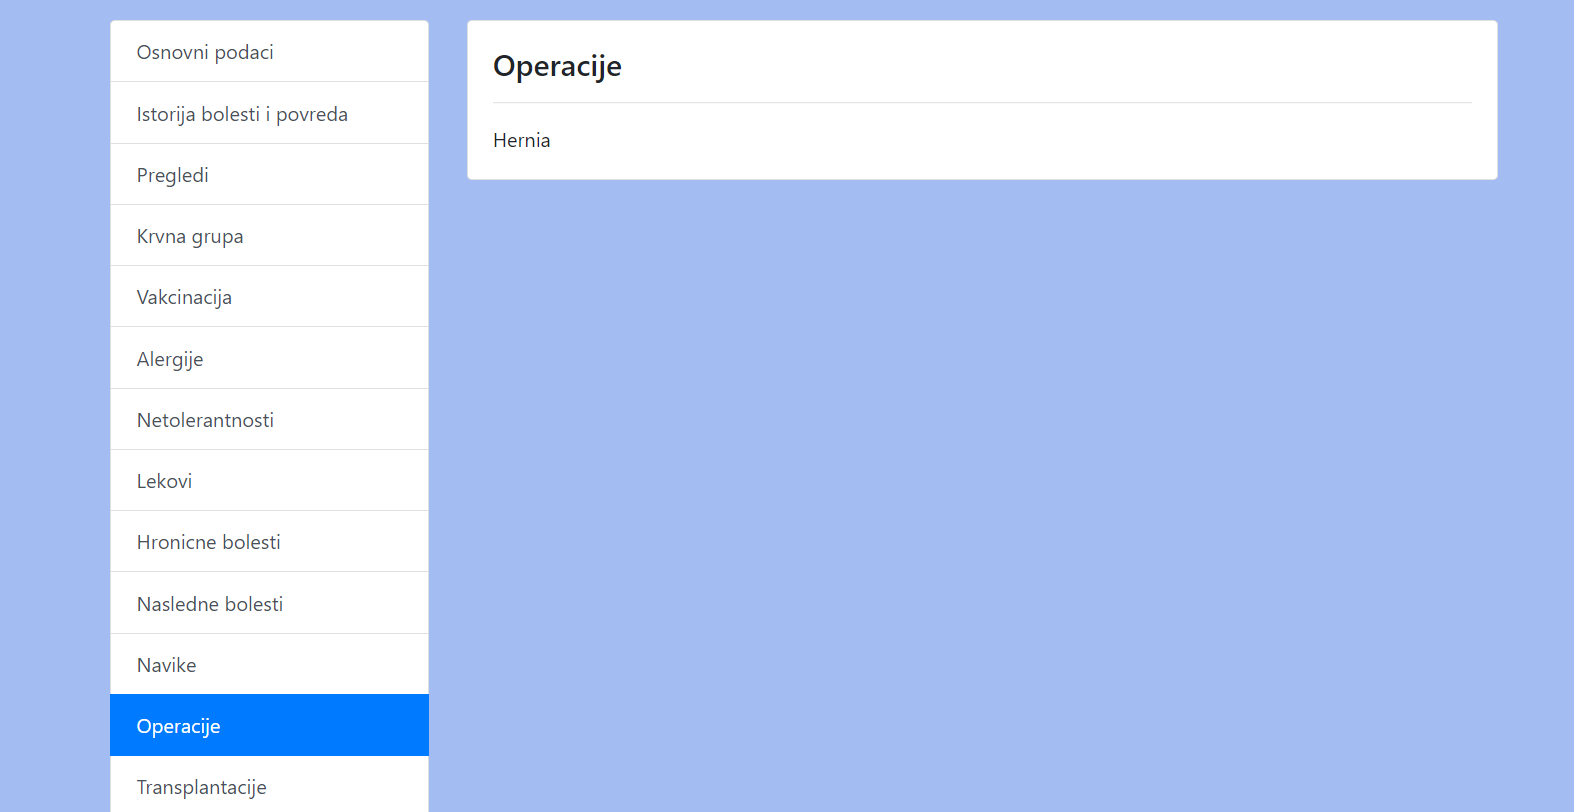 Osnovni podaci
Istorija bolesti i povreda
Pregledi
Krvna grupa
Vakcinacija
Alergije
Netolerantnosti
Lekovi
Hronicne bolesti
Nasledne bolesti
Navike
Operacije
Transplantacije
Operacije
Hernia